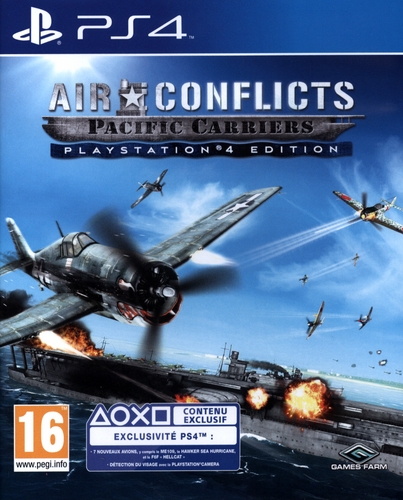 PS4
AIR CONFLICTS
PACIFIC CARRIERS
PLAYSTATION®4 EDITION
CONTENU
EXCLUSIF
EXCLUSIVITÉ PS4™ :
• 7 NOUVEAUX AVIONS, y compris le ME109, le HAWKER SEA HURRICANE,
et le F6F « HELLCAT »
• DÉTECTION DU VISAGE avec la PLAYSTATION®CAMERA
16
www.pegi.info
GAMES FARM